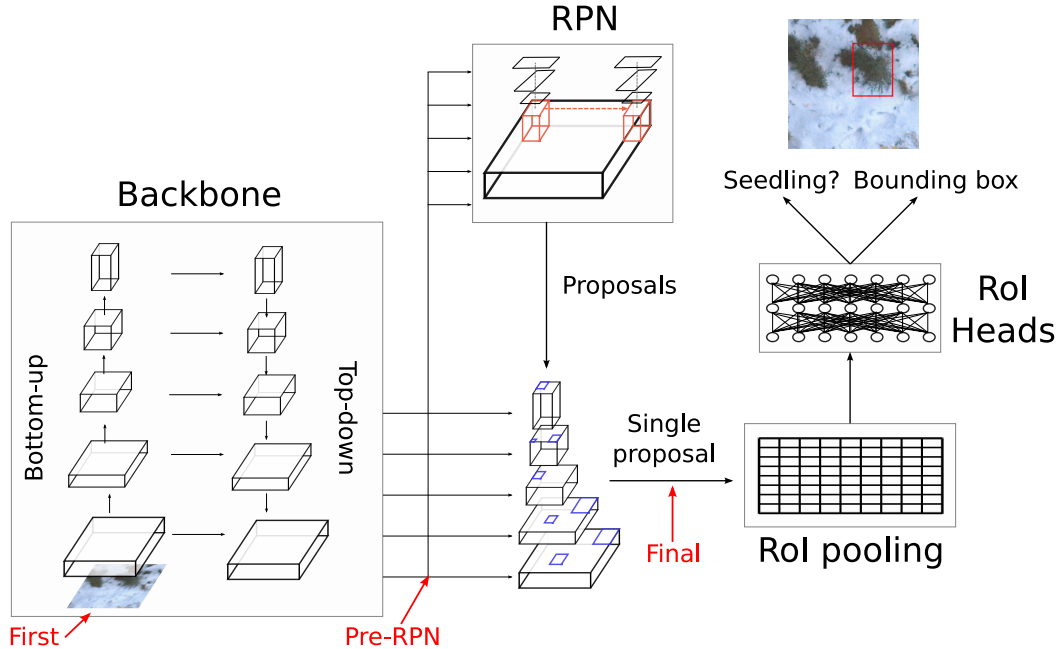 RPN
Seedling?
Bounding box
Backbone
Proposals
RoI
Heads
Bottom-up
Top-down
Single
proposal
Final
RoI pooling
First
Pre-RPN